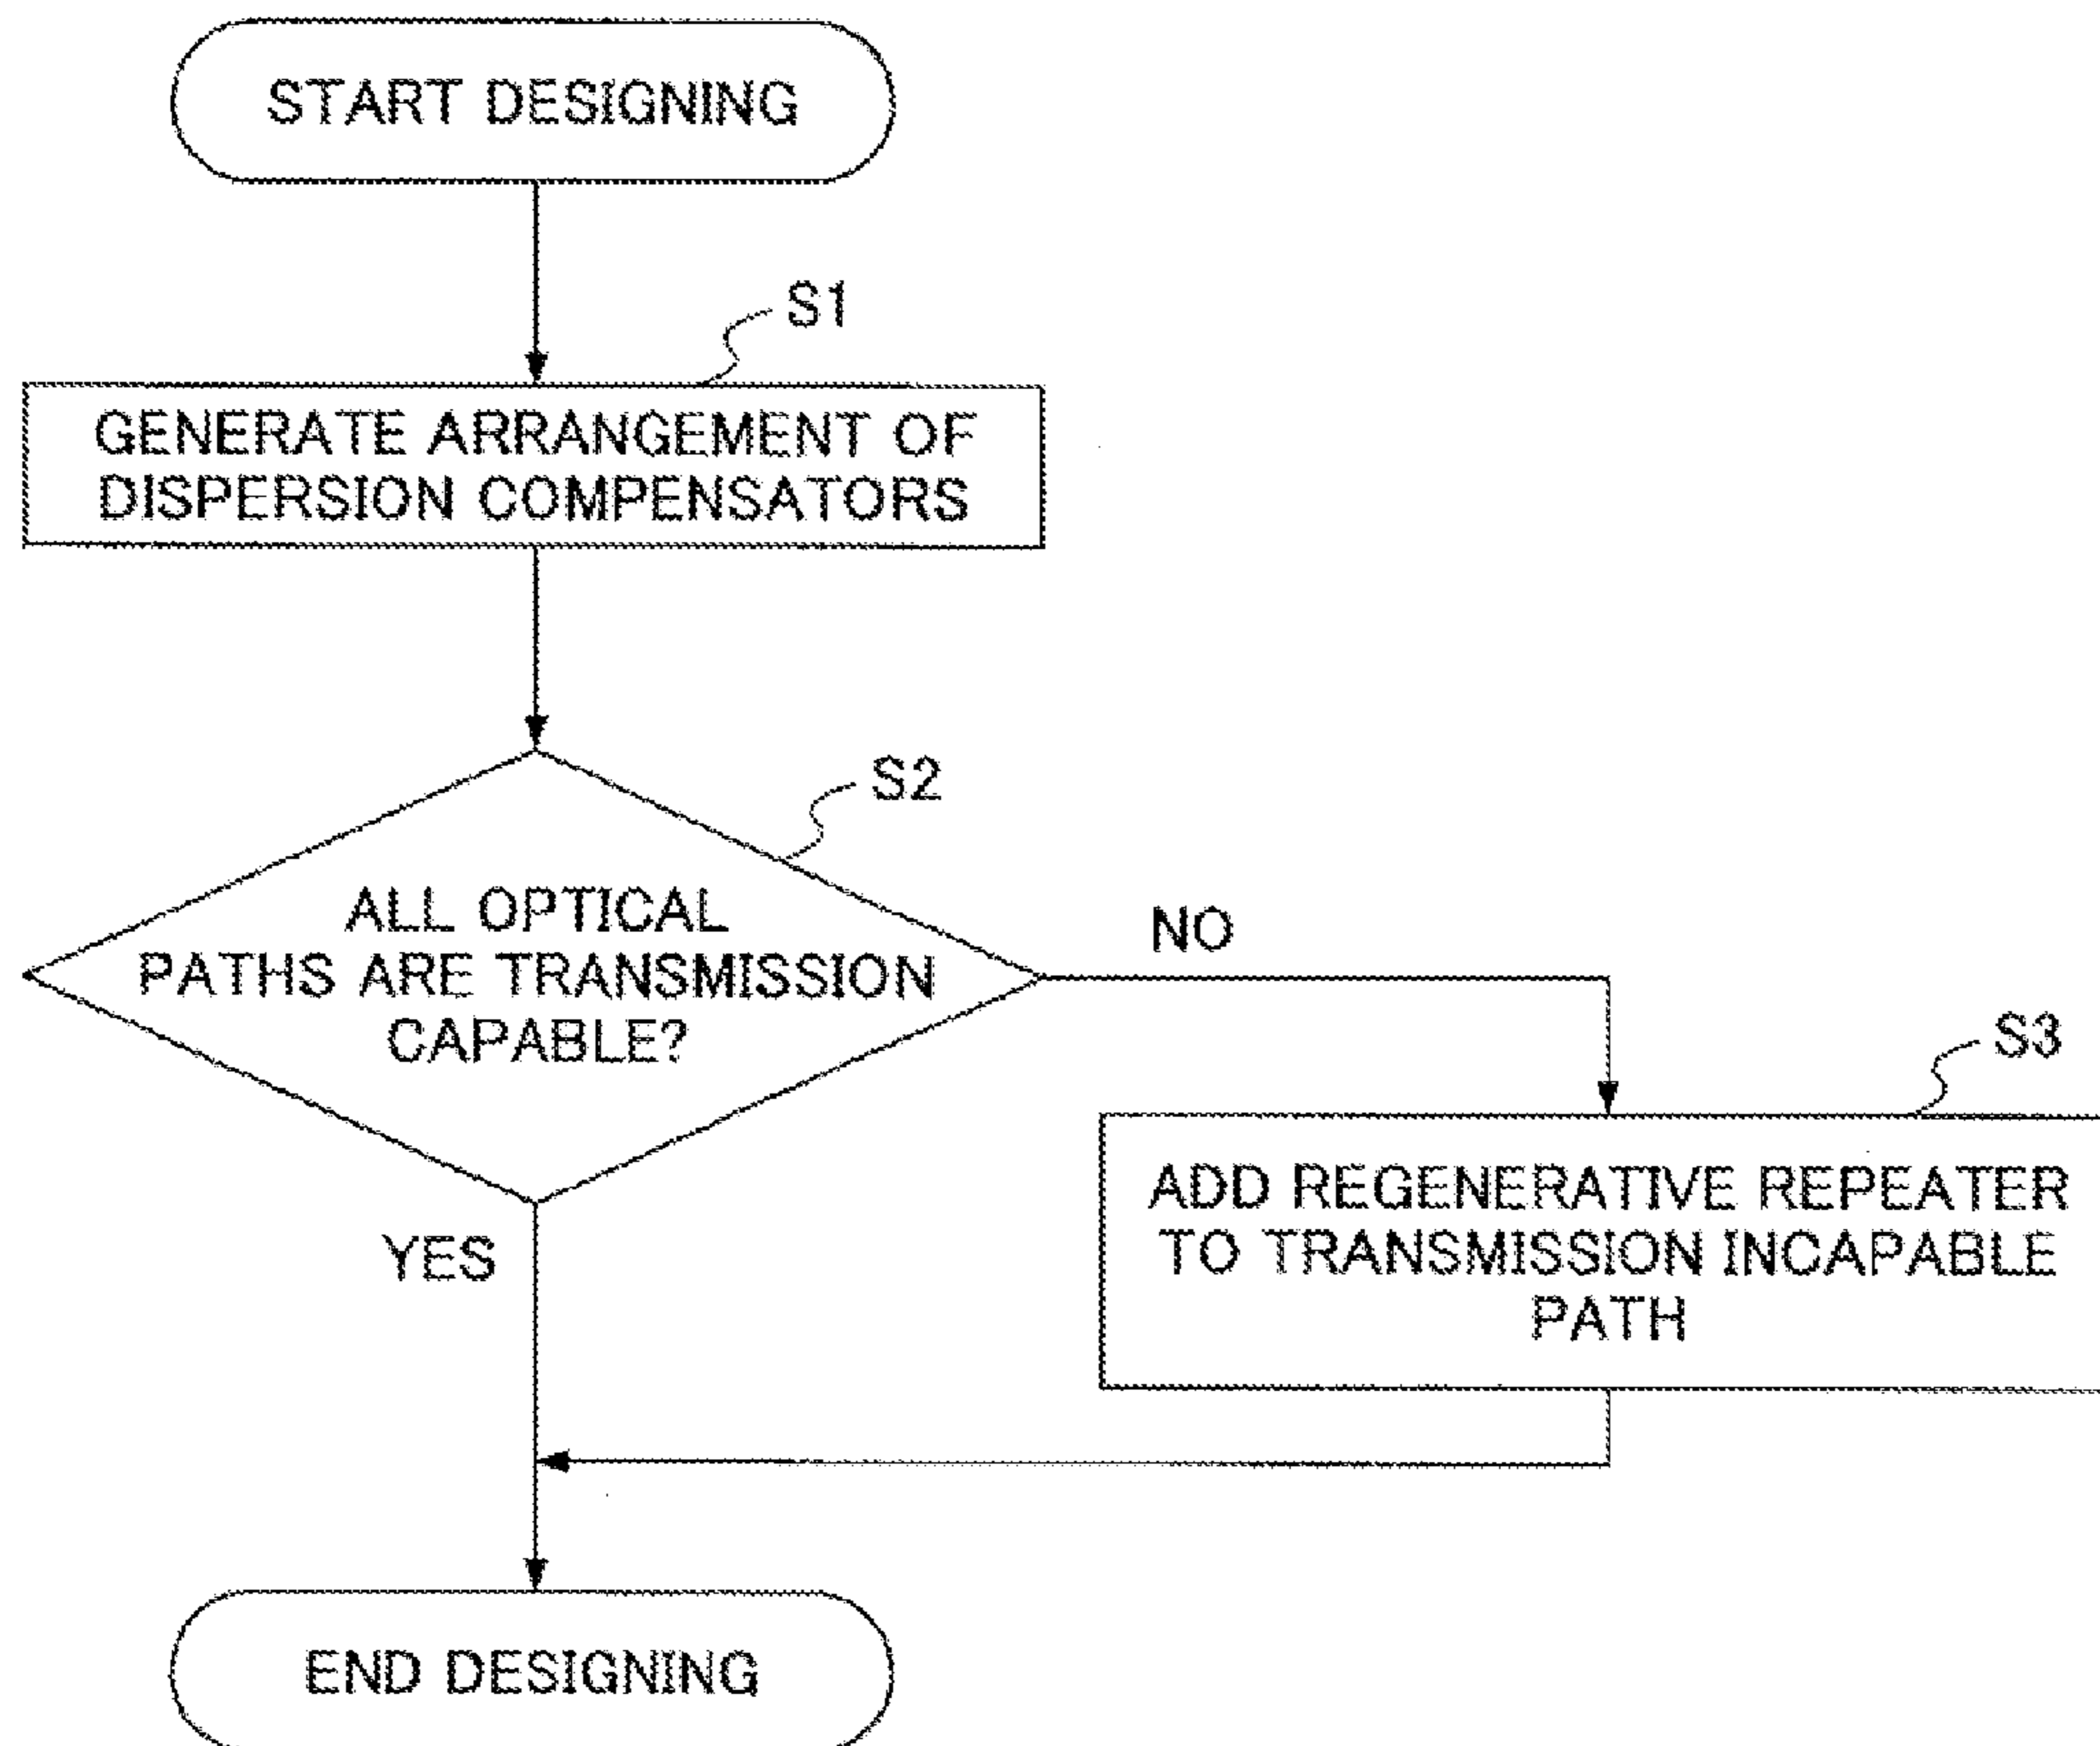 START DESIGNING
S1
GENERATE ARRANGEMENT OF
DISPERSION COMPENSATORS
S2
ALL OPTICAL
PATHS ARE TRANSMISSION
CAPABLE?
NO
YES
S3
ADD REGENERATIVE REPEATER
TO TRANSMISSION INCAPABLE
PATH
END DESIGNING